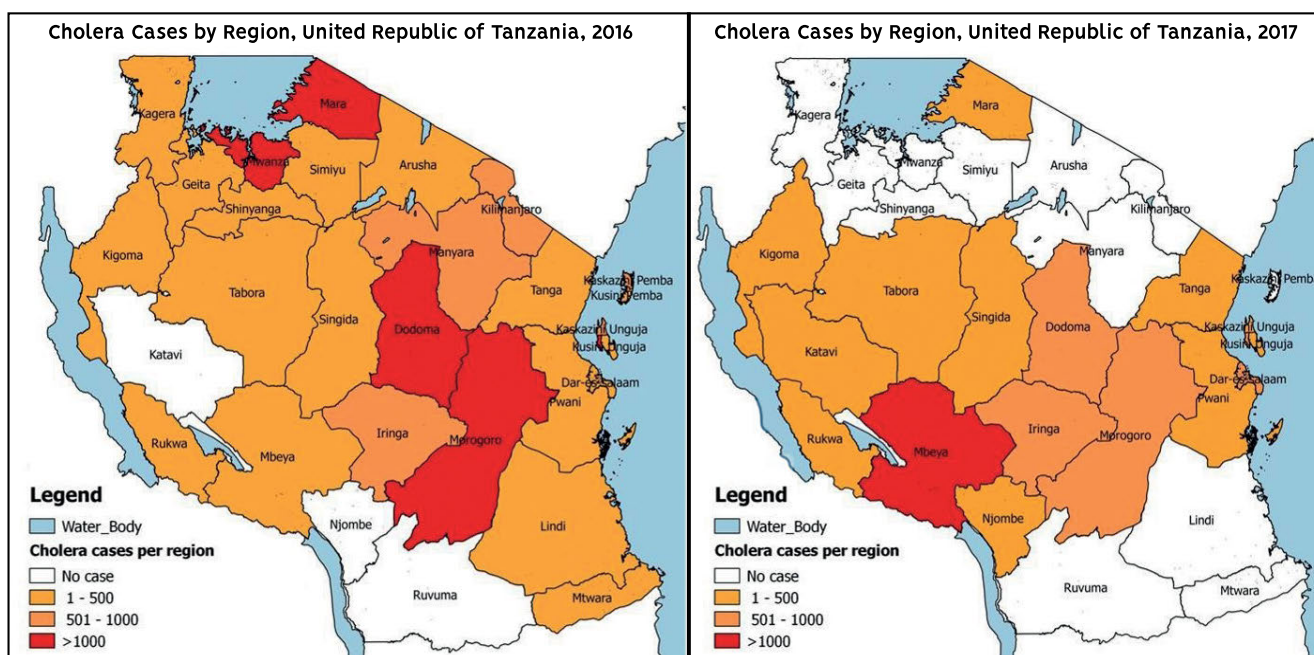 Cholera Cases by Region, United Republic of Tanzania, 2016
Mara
Kagera
Mwanza
Simiyu
Arusha
Geita
Shinyanga
Kilimanjaro
Kigoma
Manyara
Kaskazini Pemba
Kusini Pemba
Tabora
Tanga
Singida
Dodoma
Kaskazini Unguja
Kusini Unguja
Katavi
Dar-es-Salaam
Pwani
Iringa
Morogoro
Rukwa
Mbeya
Njombe
Lindi
Ruvuma
Mtwara
Legend
Water_Body
Cholera cases per region
No case
1 - 500
501 - 1000
>1000
Cholera Cases by Region, United Republic of Tanzania, 2017
Mara
Kagera
Mwanza
Simiyu
Arusha
Geita
Shinyanga
Kilimanjaro
Kigoma
Manyara
Kaskazini Pemba
Tabora
Tanga
Singida
Dodoma
Kaskazini Unguja
Kusini Unguja
Katavi
Dar-es-Salaam
Pwani
Iringa
Morogoro
Rukwa
Mbeya
Njombe
Lindi
Ruvuma
Mtwara
Legend
Water_Body
Cholera cases per region
No case
1 - 500
501 - 1000
>1000